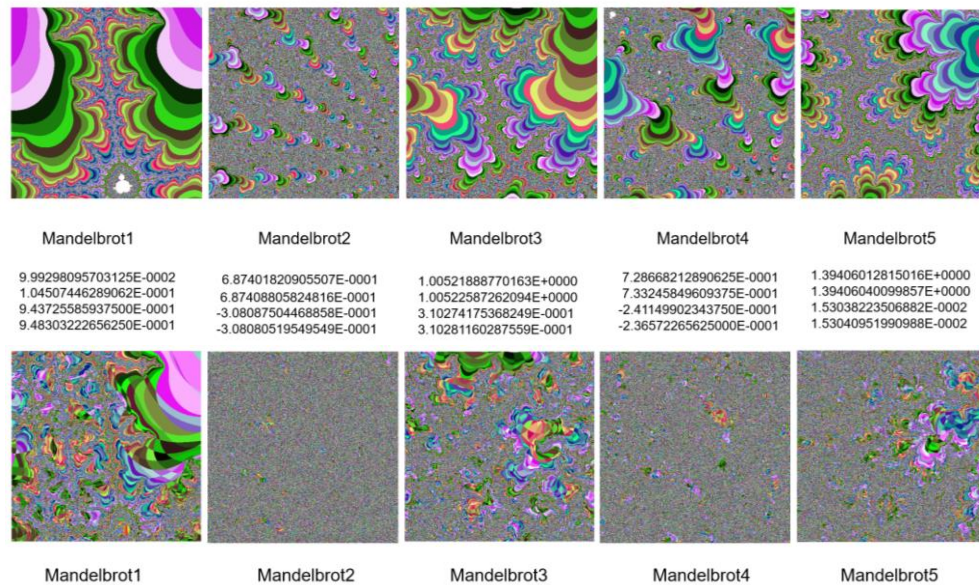 Mandelbrot1
Mandelbrot2
Mandelbrot3
Mandelbrot4
Mandelbrot5
9.99298095703125E-0002
1.04507446289062E-0001
9.43725585937500E-0001
9.48303222656250E-0001
6.87401820905507E-0001
6.87408805824816E-0001
-3.08087504468858E-0001
-3.08080519549549E-0001
1.00521888770163E+0000
1.00522587262094E+0000
3.10274175368249E-0001
3.10281160287559E-0001
7.28668212890625E-0001
7.33245849609375E-0001
-2.41149902343750E-0001
-2.36572265625000E-0001
1.39406012815016E+0000
1.39406040099857E+0000
1.53038223506882E-0002
1.53040951990988E-0002
Mandelbrot1
Mandelbrot2
Mandelbrot3
Mandelbrot4
Mandelbrot5